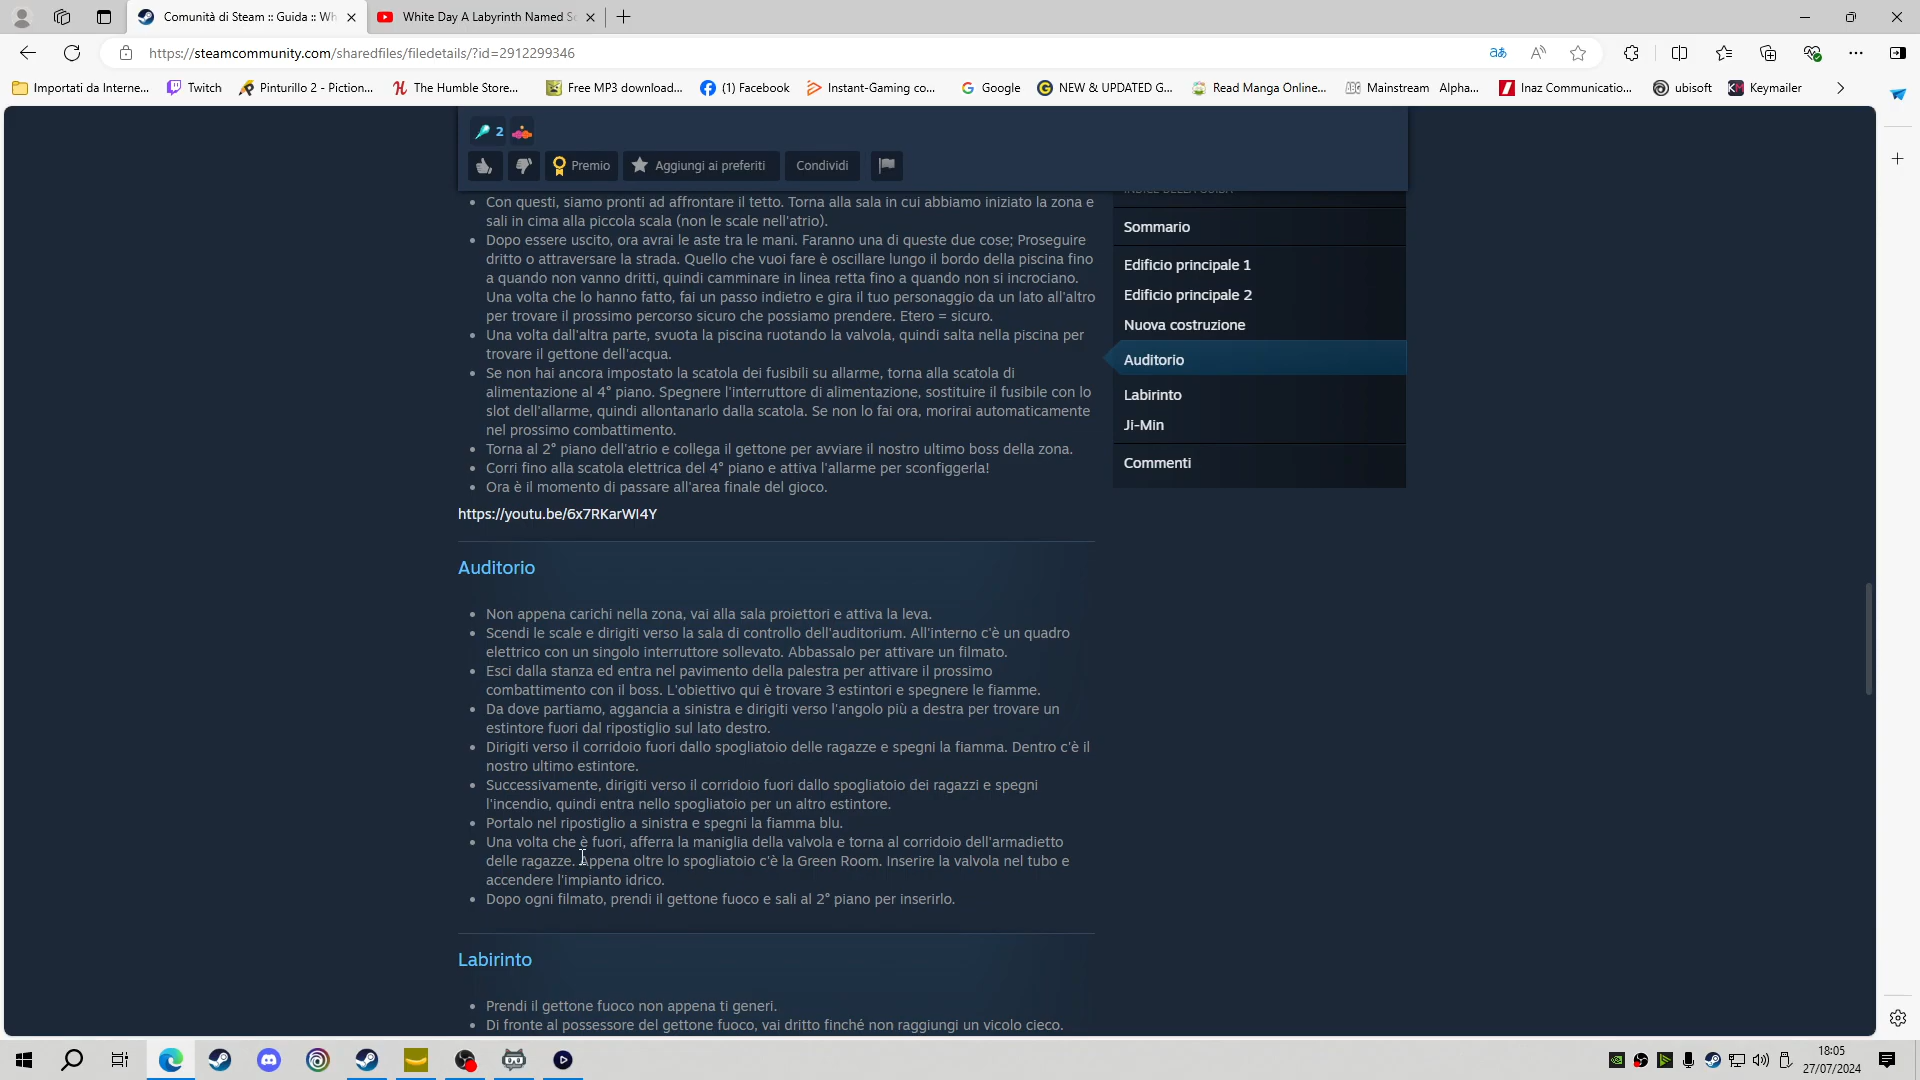 Comunità di Steam :: Guida :: Wh
White Day A Labyrinth Named Sc
https://steamcommunity.com/sharedfiles/filedetails/?id=2912299346
Importati da Interne...
Twitch
Pinturillo 2 - Piction...
The Humble Store...
Free MP3 download...
(1) Facebook
Instant-Gaming co...
Google
NEW & UPDATED G...
Read Manga Online...
Mainstream Alpha...
Inaz Communicatio...
ubisoft
Keymailer
2
Premio
Aggiungi ai preferiti
Condividi
INDICE DELLA GUIDA
Con questi, siamo pronti ad affrontare il tetto. Torna alla sala in cui abbiamo iniziato la zona e
sali in cima alla piccola scala (non le scale nell'atrio).
Dopo essere uscito, ora avrai le aste tra le mani. Faranno una di queste due cose; Proseguire
dritto o attraversare la strada. Quello che vuoi fare è oscillare lungo il bordo della piscina fino
a quando non vanno dritti, quindi camminare in linea retta fino a quando non si incrociano.
Una volta che lo hanno fatto, fai un passo indietro e gira il tuo personaggio da un lato all'altro
per trovare il prossimo percorso sicuro che possiamo prendere. Etero = sicuro.
Una volta dall'altra parte, svuota la piscina ruotando la valvola, quindi salta nella piscina per
trovare il gettone dell'acqua.
Se non hai ancora impostato la scatola dei fusibili su allarme, torna alla scatola di
alimentazione al 4° piano. Spegnere l'interruttore di alimentazione, sostituire il fusibile con lo
slot dell'allarme, quindi allontanarlo dalla scatola. Se non lo fai ora, morirai automaticamente
nel prossimo combattimento.
Torna al 2° piano dell'atrio e collega il gettone per avviare il nostro ultimo boss della zona.
Corri fino alla scatola elettrica del 4° piano e attiva l'allarme per sconfiggerla!
Ora è il momento di passare all'area finale del gioco.
https://youtu.be/6x7RKarWI4Y
Auditorio
Non appena carichi nella zona, vai alla sala proiettori e attiva la leva.
Scendi le scale e dirigiti verso la sala di controllo dell'auditorium. All'interno c'è un quadro
elettrico con un singolo interruttore sollevato. Abbassalo per attivare un filmato.
Esci dalla stanza ed entra nel pavimento della palestra per attivare il prossimo
combattimento con il boss. L'obiettivo qui è trovare 3 estintori e spegnere le fiamme.
Da dove partiamo, aggancia a sinistra e dirigiti verso l'angolo più a destra per trovare un
estintore fuori dal ripostiglio sul lato destro.
Dirigiti verso il corridoio fuori dallo spogliatoio delle ragazze e spegni la fiamma. Dentro c'è il
nostro ultimo estintore.
Successivamente, dirigiti verso il corridoio fuori dallo spogliatoio dei ragazzi e spegni
l'incendio, quindi entra nello spogliatoio per un altro estintore.
Portalo nel ripostiglio a sinistra e spegni la fiamma blu.
Una volta che è fuori, afferra la maniglia della valvola e torna al corridoio dell'armadietto
delle ragazze. Appena oltre lo spogliatoio c'è la Green Room. Inserire la valvola nel tubo e
accendere l'impianto idrico.
Dopo ogni filmato, prendi il gettone fuoco e sali al 2° piano per inserirlo.
Labirinto
Prendi il gettone fuoco non appena ti generi.
Di fronte al possessore del gettone fuoco, vai dritto finché non raggiungi un vicolo cieco.
Sommario
Edificio principale 1
Edificio principale 2
Nuova costruzione
Auditorio
Labirinto
Ji-Min
Commenti
18:05
27/07/2024